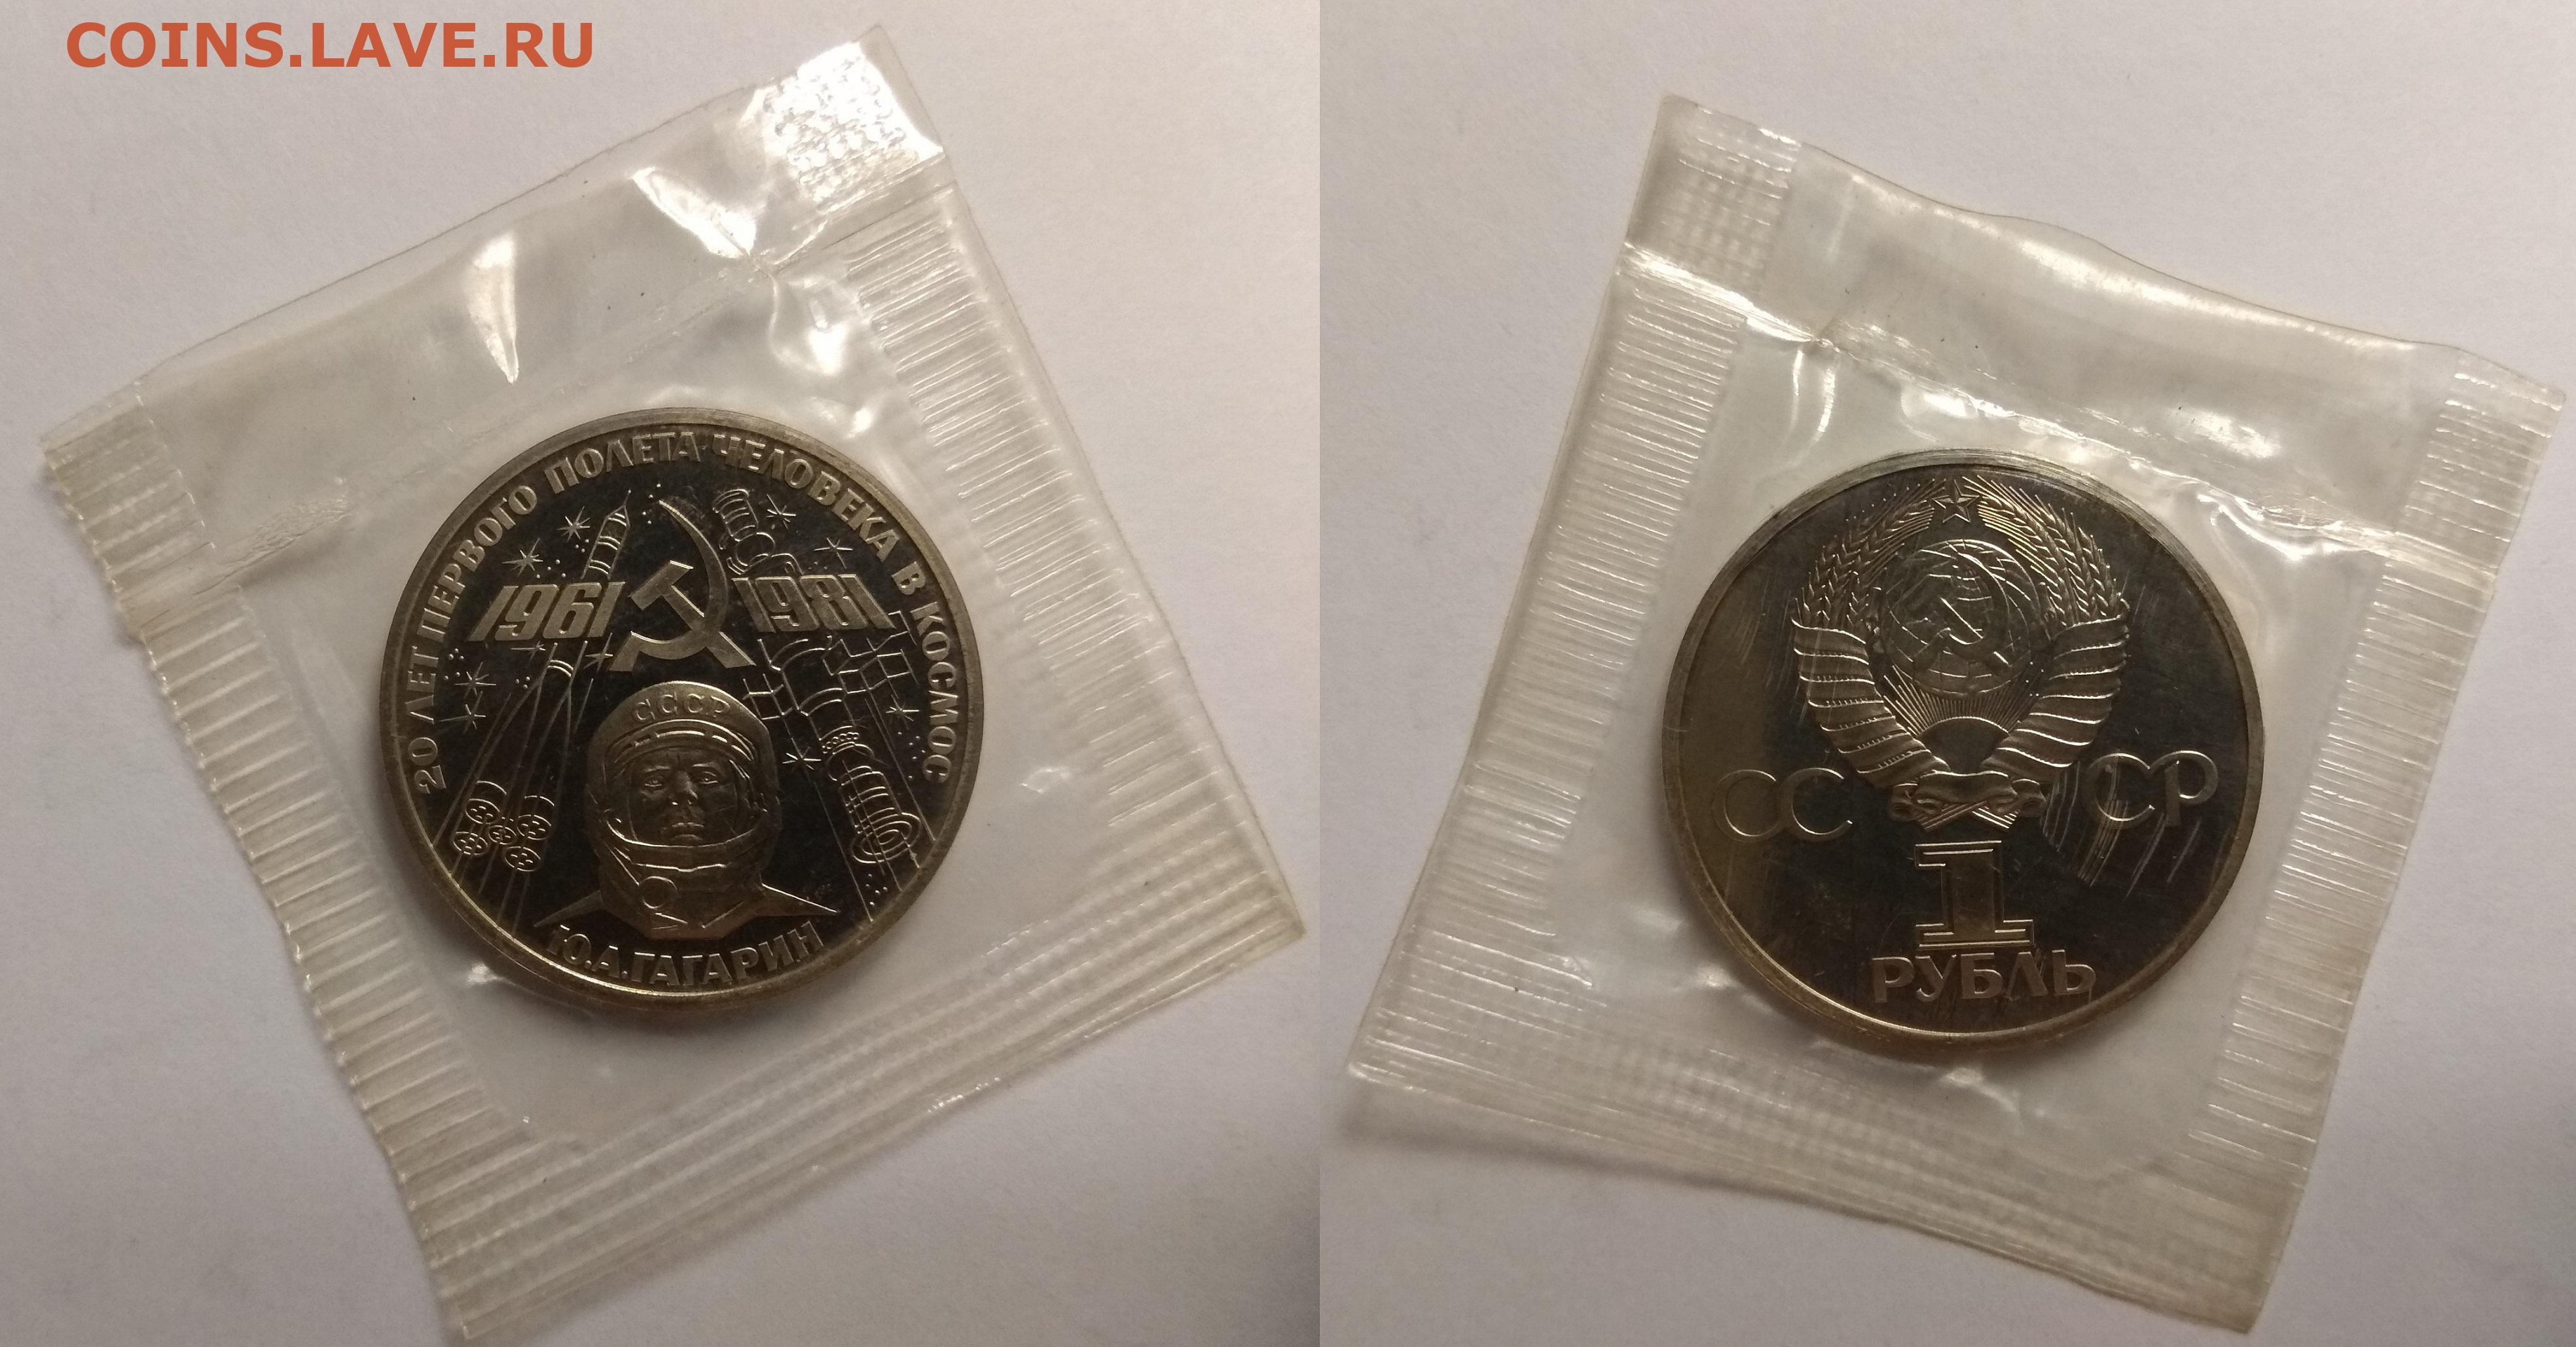 COINS.LAVE.RU
20 ЛЕТ ПЕРВОГО ПОЛЕТА ЧЕЛОВЕКА В КОСМОС
1961 1981
СССР
Ю.А.ГАГАРИН
СС СР
1
РУБЛЬ